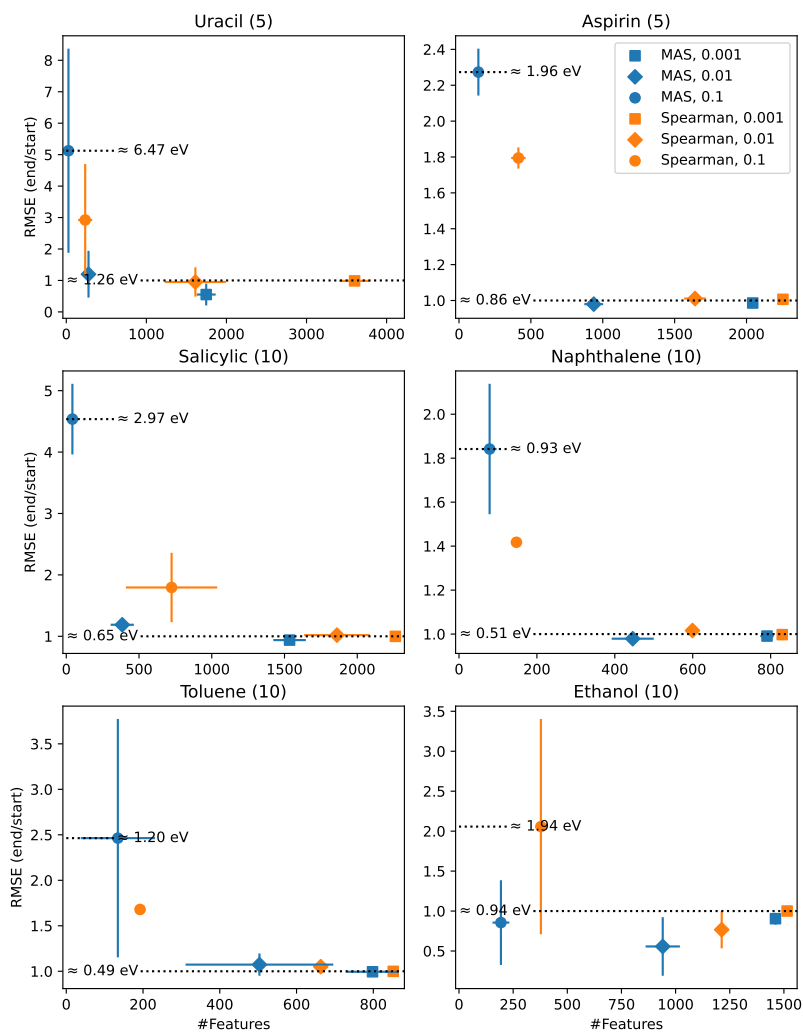 Uracil (5)
RMSE (end/start)
8
7
6
5
4
3
2
1
0
≈ 6.47 eV
≈ 1.26 eV
0
1000
2000
3000
4000
Aspirin (5)
2.4
2.2
2.0
1.8
1.6
1.4
1.2
1.0
≈ 1.96 eV
≈ 0.86 eV
MAS, 0.001
MAS, 0.01
MAS, 0.1
Spearman, 0.001
Spearman, 0.01
Spearman, 0.1
0
500
1000
1500
2000
Salicylic (10)
RMSE (end/start)
5
4
3
2
1
≈ 2.97 eV
≈ 0.65 eV
0
500
1000
1500
2000
Naphthalene (10)
2.0
1.8
1.6
1.4
1.2
1.0
≈ 0.93 eV
≈ 0.51 eV
0
200
400
600
800
Toluene (10)
RMSE (end/start)
3.5
3.0
2.5
2.0
1.5
1.0
≈ 1.20 eV
≈ 0.49 eV
0
200
400
600
800
#Features
Ethanol (10)
3.5
3.0
2.5
2.0
1.5
1.0
0.5
≈ 1.94 eV
≈ 0.94 eV
0
250
500
750
1000
1250
1500
#Features